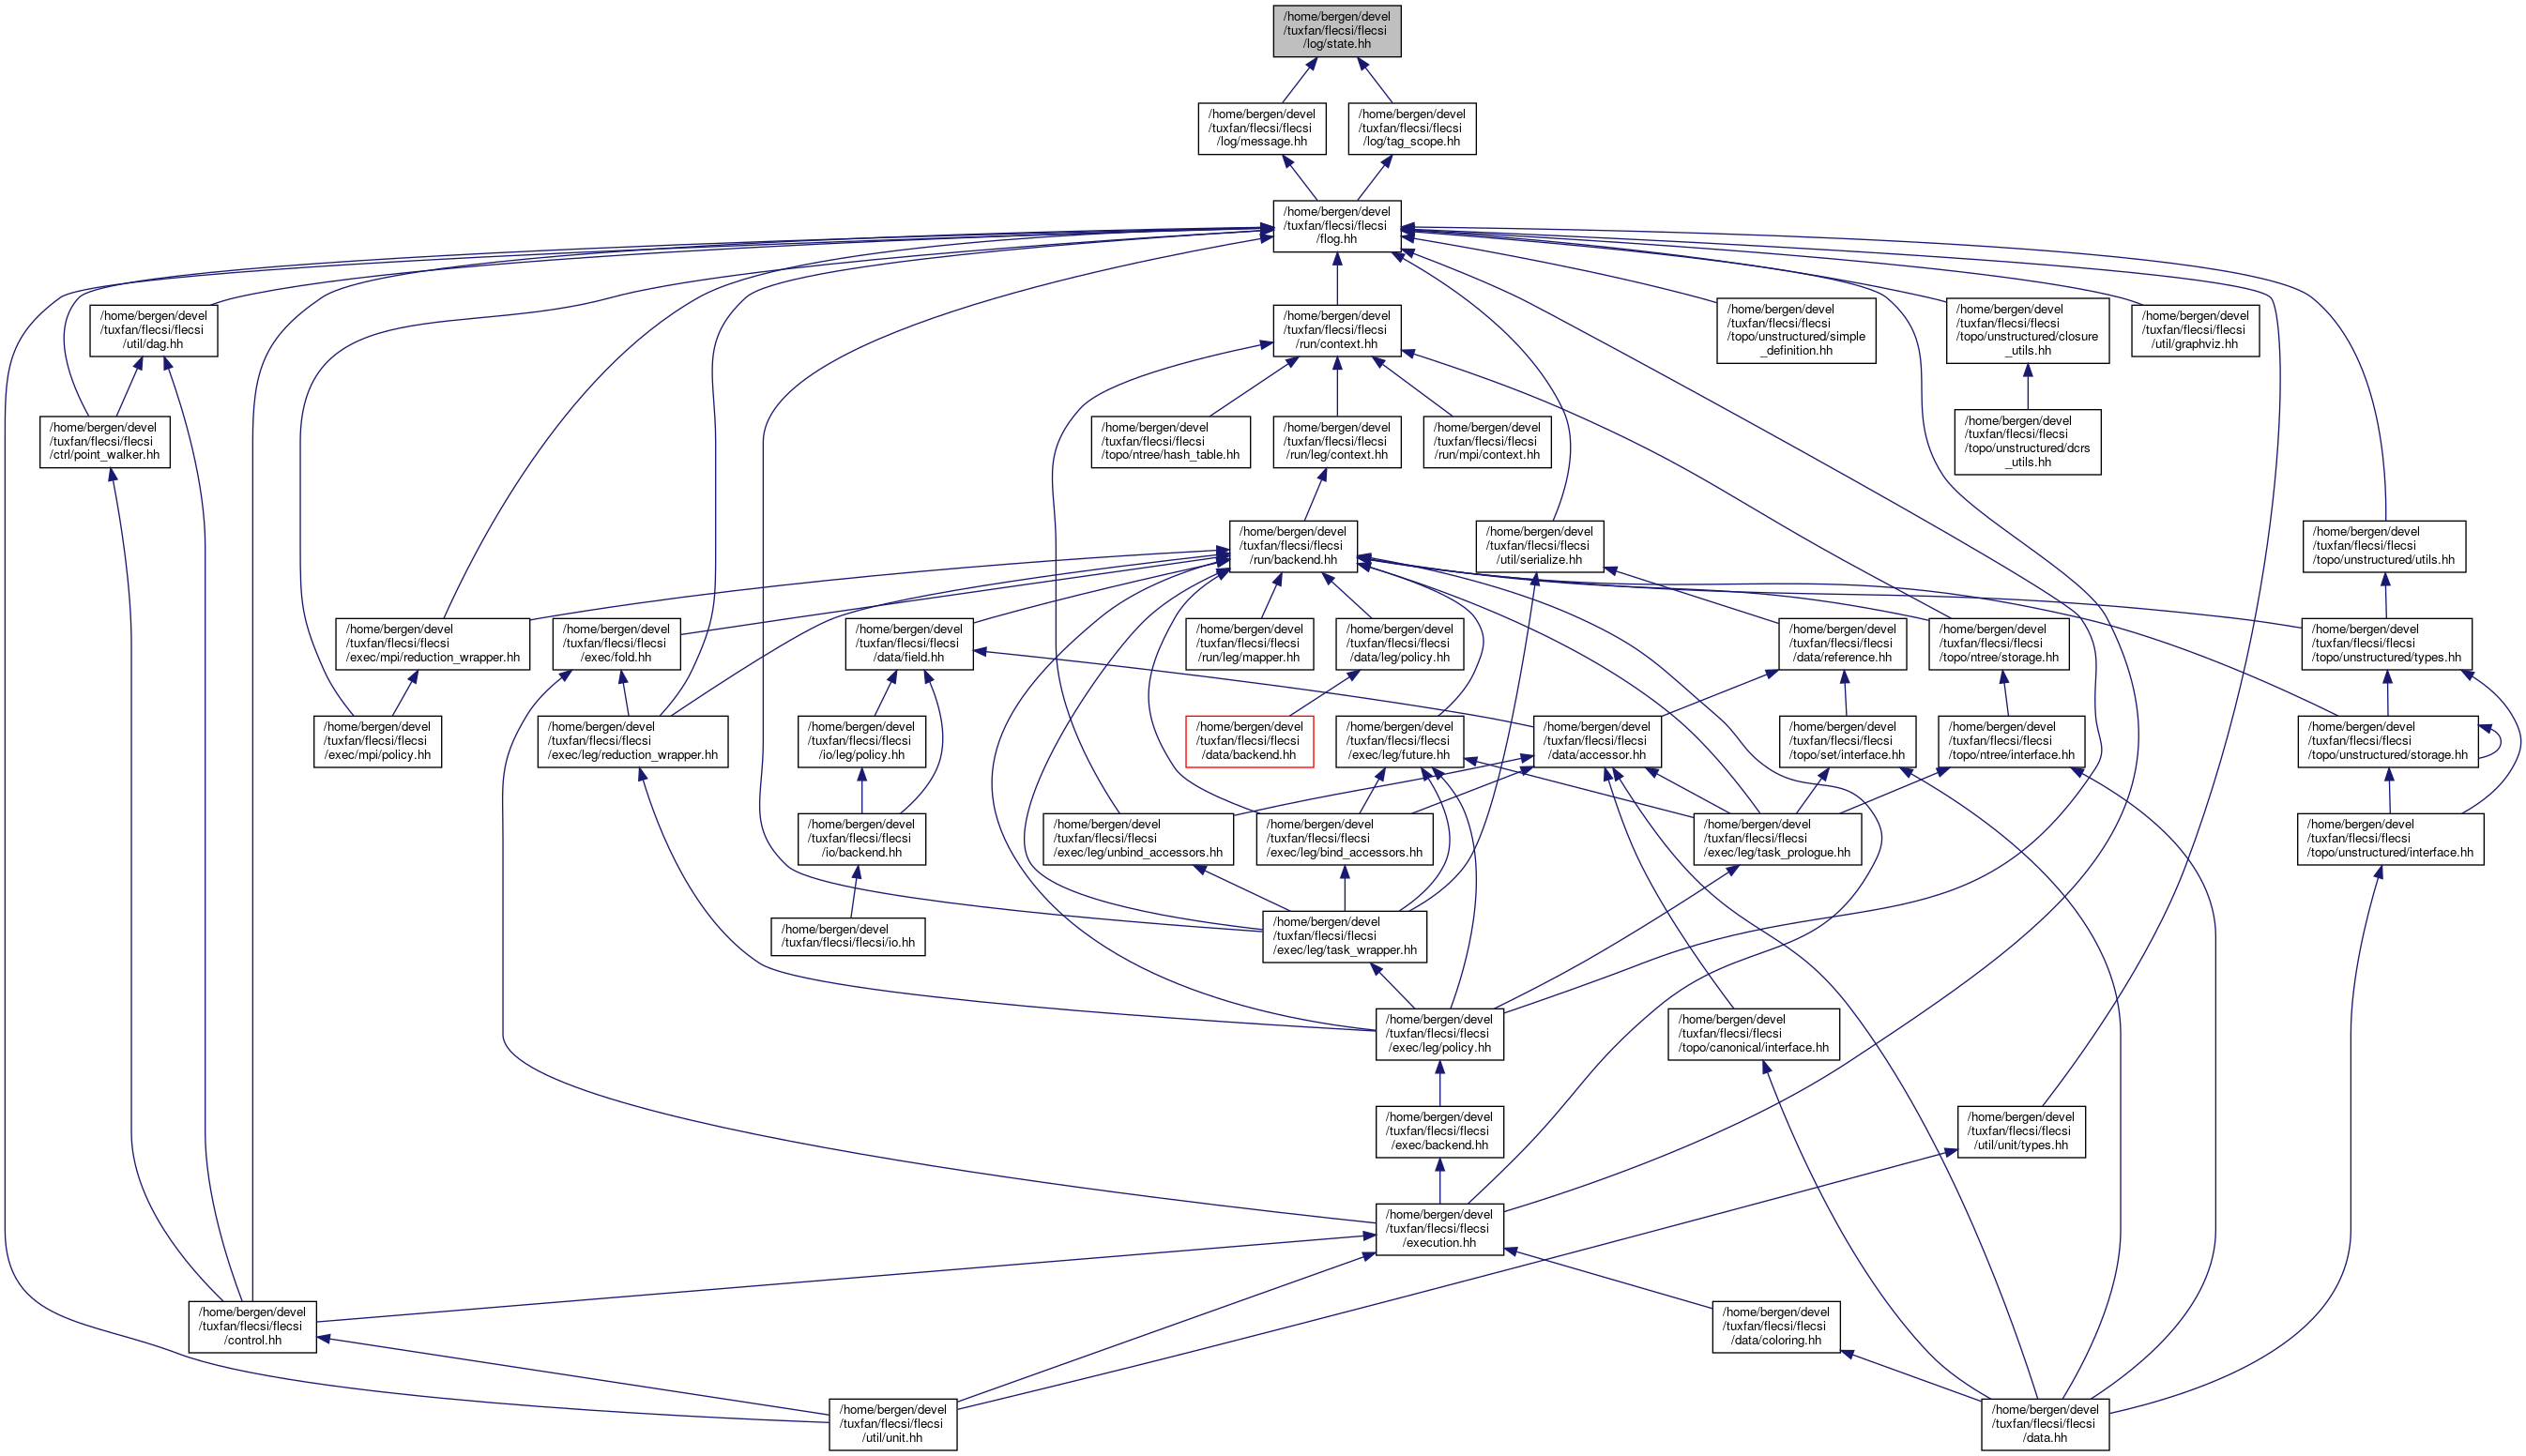 /home/bergen/devel
/tuxfan/flecsi/flecsi
/log/state.hh
/home/bergen/devel
/tuxfan/flecsi/flecsi
/log/message.hh
/home/bergen/devel
/tuxfan/flecsi/flecsi
/log/tag_scope.hh
/home/bergen/devel
/tuxfan/flecsi/flecsi
/flog.hh
/home/bergen/devel
/tuxfan/flecsi/flecsi
/util/dag.hh
/home/bergen/devel
/tuxfan/flecsi/flecsi
/run/context.hh
/home/bergen/devel
/tuxfan/flecsi/flecsi
/topo/unstructured/simple
_definition.hh
/home/bergen/devel
/tuxfan/flecsi/flecsi
/topo/unstructured/closure
_utils.hh
/home/bergen/devel
/tuxfan/flecsi/flecsi
/util/graphviz.hh
/home/bergen/devel
/tuxfan/flecsi/flecsi
/ctrl/point_walker.hh
/home/bergen/devel
/tuxfan/flecsi/flecsi
/topo/ntree/hash_table.hh
/home/bergen/devel
/tuxfan/flecsi/flecsi
/run/leg/context.hh
/home/bergen/devel
/tuxfan/flecsi/flecsi
/run/mpi/context.hh
/home/bergen/devel
/tuxfan/flecsi/flecsi
/topo/unstructured/dcrs
_utils.hh
/home/bergen/devel
/tuxfan/flecsi/flecsi
/run/backend.hh
/home/bergen/devel
/tuxfan/flecsi/flecsi
/util/serialize.hh
/home/bergen/devel
/tuxfan/flecsi/flecsi
/topo/unstructured/utils.hh
/home/bergen/devel
/tuxfan/flecsi/flecsi
/exec/mpi/reduction_wrapper.hh
/home/bergen/devel
/tuxfan/flecsi/flecsi
/exec/fold.hh
/home/bergen/devel
/tuxfan/flecsi/flecsi
/data/field.hh
/home/bergen/devel
/tuxfan/flecsi/flecsi
/run/leg/mapper.hh
/home/bergen/devel
/tuxfan/flecsi/flecsi
/data/leg/policy.hh
/home/bergen/devel
/tuxfan/flecsi/flecsi
/data/reference.hh
/home/bergen/devel
/tuxfan/flecsi/flecsi
/topo/ntree/storage.hh
/home/bergen/devel
/tuxfan/flecsi/flecsi
/topo/unstructured/types.hh
/home/bergen/devel
/tuxfan/flecsi/flecsi
/exec/mpi/policy.hh
/home/bergen/devel
/tuxfan/flecsi/flecsi
/exec/leg/reduction_wrapper.hh
/home/bergen/devel
/tuxfan/flecsi/flecsi
/io/leg/policy.hh
/home/bergen/devel
/tuxfan/flecsi/flecsi
/data/backend.hh
/home/bergen/devel
/tuxfan/flecsi/flecsi
/exec/leg/future.hh
/home/bergen/devel
/tuxfan/flecsi/flecsi
/data/accessor.hh
/home/bergen/devel
/tuxfan/flecsi/flecsi
/topo/set/interface.hh
/home/bergen/devel
/tuxfan/flecsi/flecsi
/topo/ntree/interface.hh
/home/bergen/devel
/tuxfan/flecsi/flecsi
/topo/unstructured/storage.hh
/home/bergen/devel
/tuxfan/flecsi/flecsi
/io/backend.hh
/home/bergen/devel
/tuxfan/flecsi/flecsi
/exec/leg/unbind_accessors.hh
/home/bergen/devel
/tuxfan/flecsi/flecsi
/exec/leg/bind_accessors.hh
/home/bergen/devel
/tuxfan/flecsi/flecsi
/exec/leg/task_prologue.hh
/home/bergen/devel
/tuxfan/flecsi/flecsi
/topo/unstructured/interface.hh
/home/bergen/devel
/tuxfan/flecsi/flecsi/io.hh
/home/bergen/devel
/tuxfan/flecsi/flecsi
/exec/leg/task_wrapper.hh
/home/bergen/devel
/tuxfan/flecsi/flecsi
/exec/leg/policy.hh
/home/bergen/devel
/tuxfan/flecsi/flecsi
/topo/canonical/interface.hh
/home/bergen/devel
/tuxfan/flecsi/flecsi
/exec/backend.hh
/home/bergen/devel
/tuxfan/flecsi/flecsi
/util/unit/types.hh
/home/bergen/devel
/tuxfan/flecsi/flecsi
/execution.hh
/home/bergen/devel
/tuxfan/flecsi/flecsi
/control.hh
/home/bergen/devel
/tuxfan/flecsi/flecsi
/data/coloring.hh
/home/bergen/devel
/tuxfan/flecsi/flecsi
/util/unit.hh
/home/bergen/devel
/tuxfan/flecsi/flecsi
/data.hh